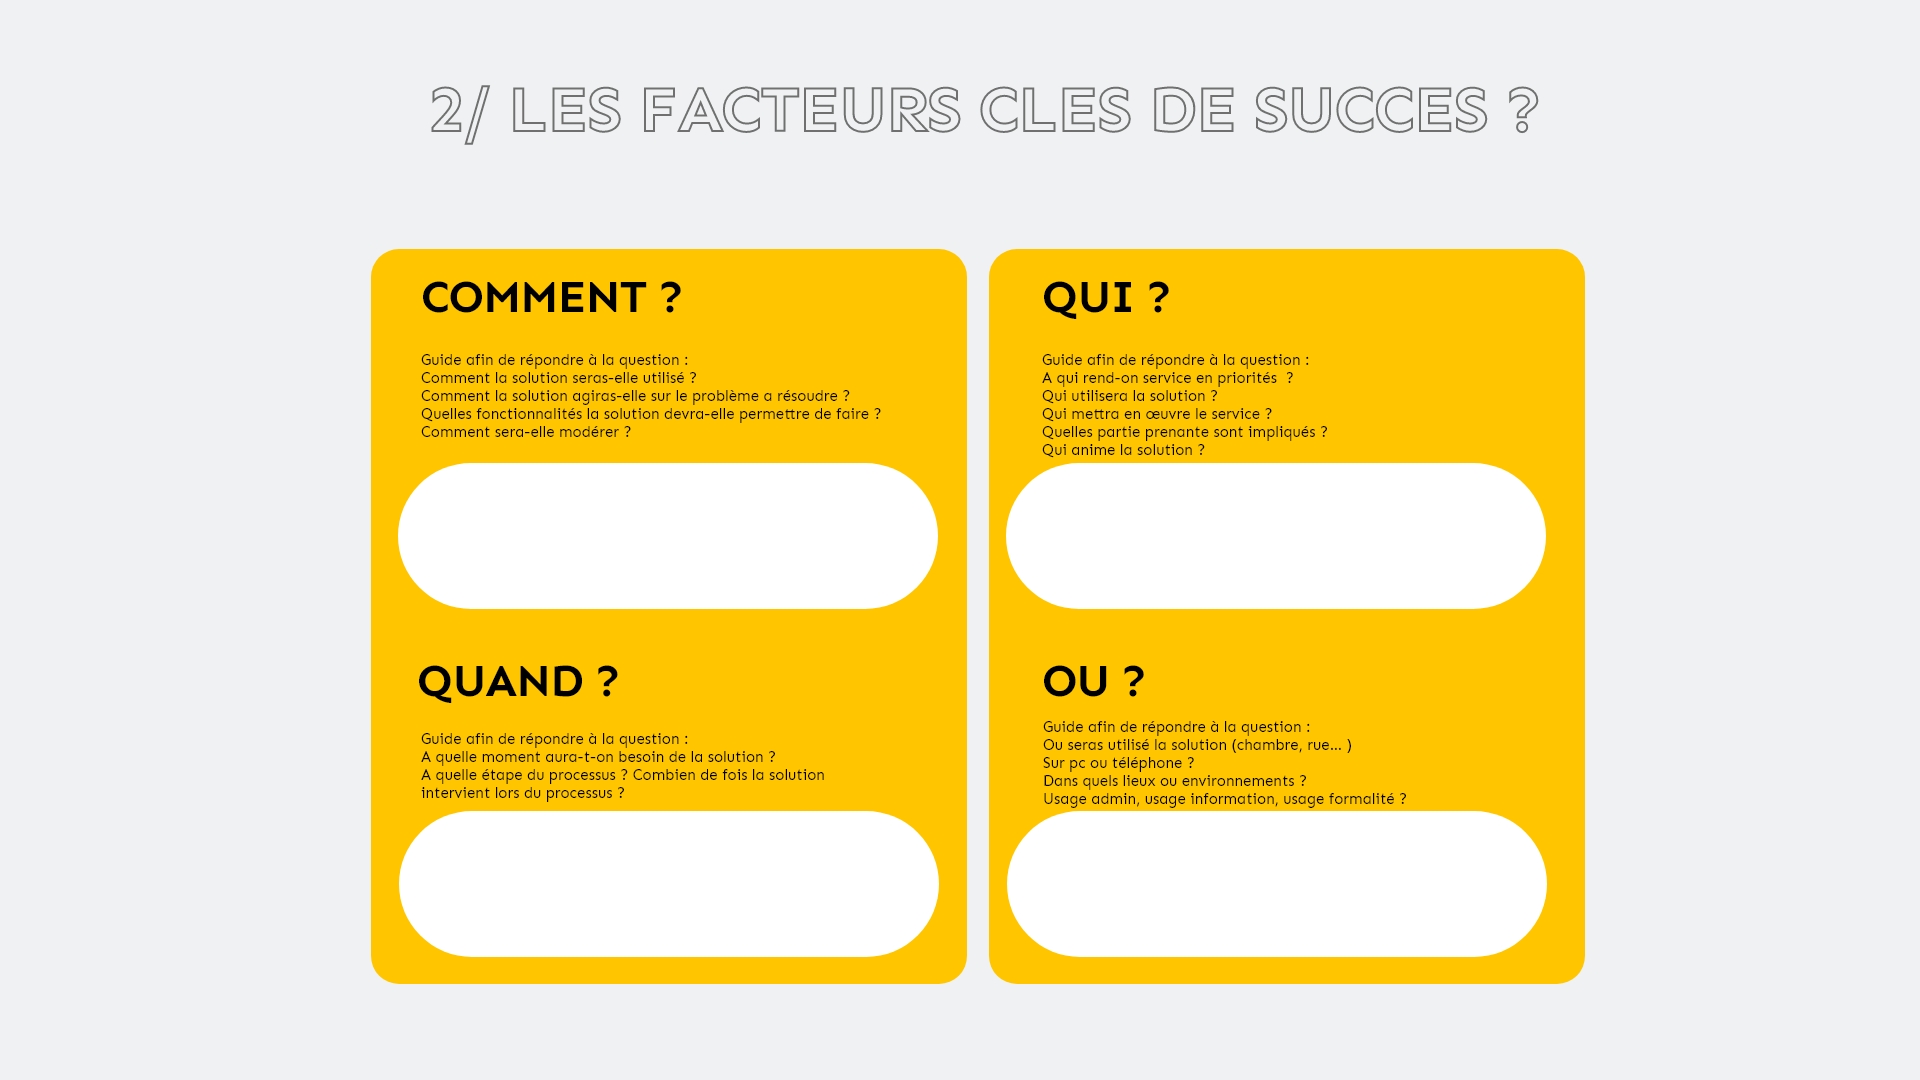 2/ LES FACTEURS CLES DE SUCCES ?
COMMENT ?
Guide afin de répondre à la question :
Comment la solution seras-elle utilisé ?
Comment la solution agiras-elle sur le problème a résoudre ?
Quelles fonctionnalités la solution devra-elle permettre de faire ?
Comment sera-elle modérer ?
QUI ?
Guide afin de répondre à la question :
A qui rend-on service en priorités  ?
Qui utilisera la solution ?
Qui mettra en œuvre le service ?
Quelles partie prenante sont impliqués ?
Qui anime la solution ?
QUAND ?
Guide afin de répondre à la question :
A quelle moment aura-t-on besoin de la solution ?
A quelle étape du processus ? Combien de fois la solution
intervient lors du processus ?
OU ?
Guide afin de répondre à la question :
Ou seras utilisé la solution (chambre, rue... )
Sur pc ou téléphone ?
Dans quels lieux ou environnements ?
Usage admin, usage information, usage formalité ?